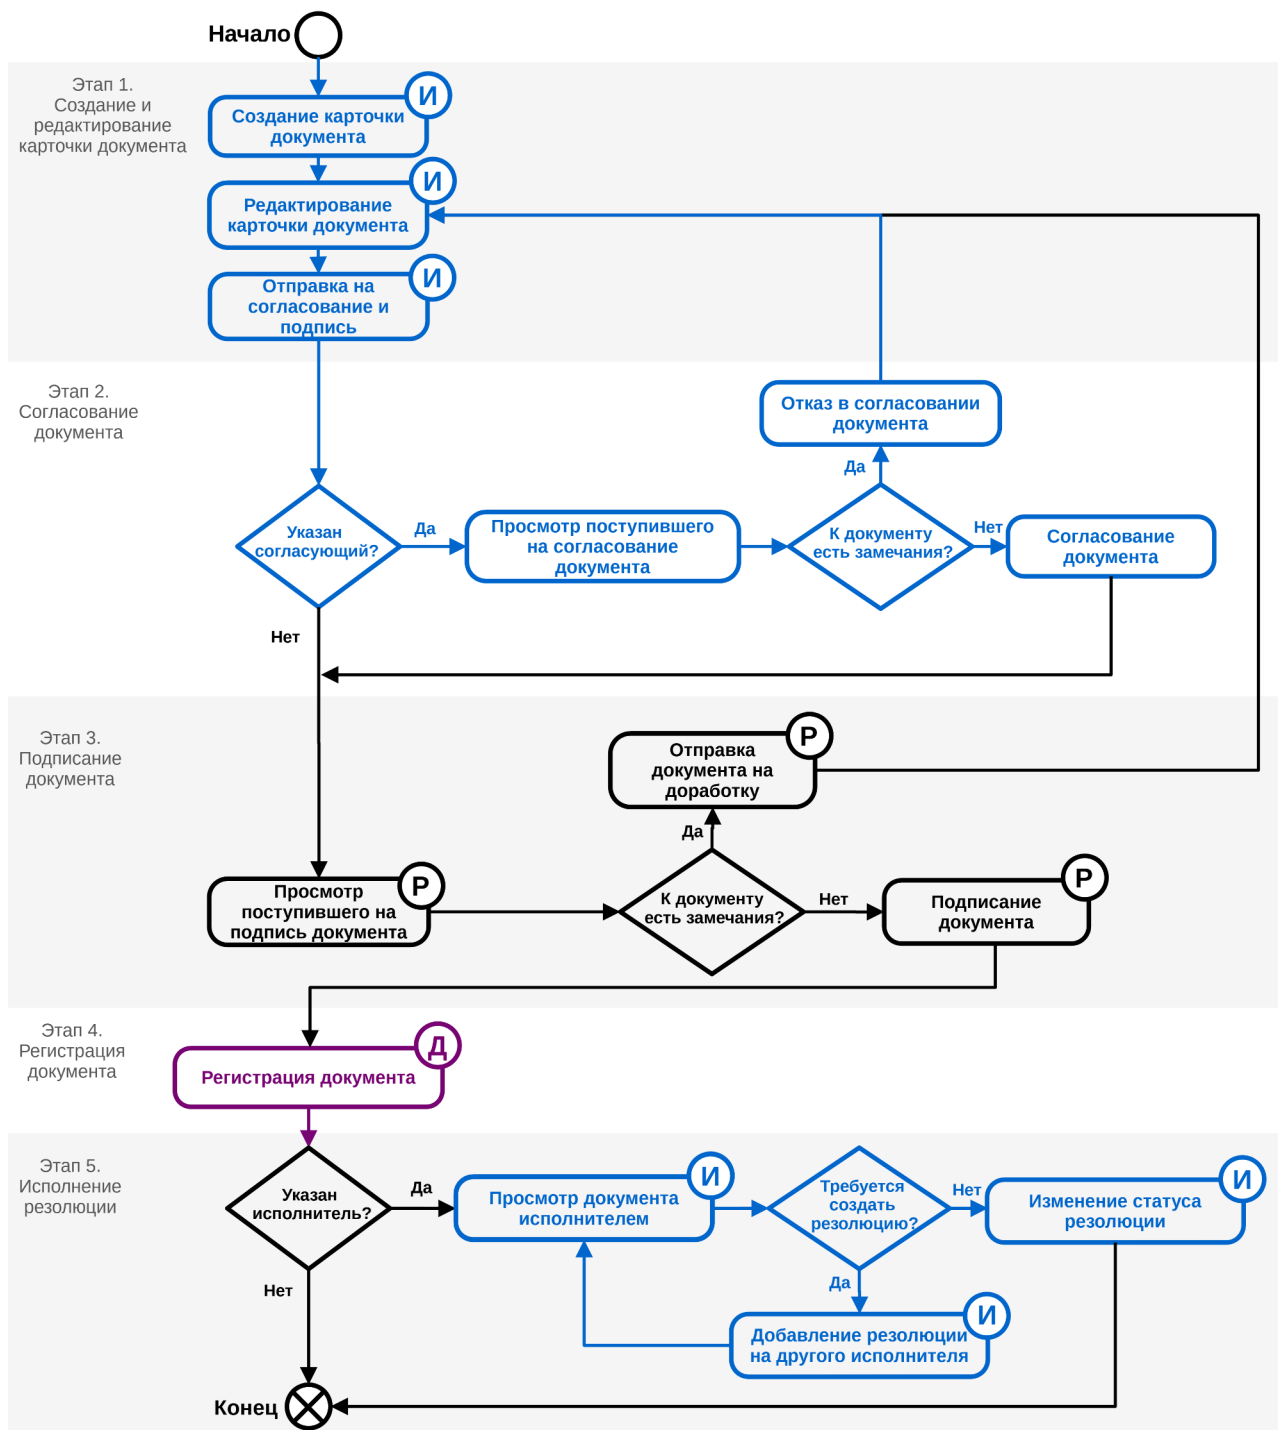 Начало
Этап 1.
Создание и
редактирование
карточки документа
И
Создание карточки
документа
И
Редактирование
карточки документа
И
Отправка на
согласование и
подпись
Этап 2.
Согласование
документа
Отказ в согласовании
документа
Да
Указан
согласующий?
Да
Просмотр поступившего
на согласование
документа
К документу
есть замечания?
Нет
Согласование
документа
Нет
Этап 3.
Подписание
документа
Р
Отправка
документа на
доработку
Да
Р
Просмотр
поступившего на
подпись документа
К документу
есть замечания?
Нет
Р
Подписание
документа
Этап 4.
Регистрация
документа
Д
Регистрация документа
Этап 5.
Исполнение
резолюции
Указан
исполнитель?
Да
И
Просмотр документа
исполнителем
Требуется
создать
резолюцию?
Нет
И
Изменение статуса
резолюции
Нет
Да
И
Добавление резолюции
на другого исполнителя
Конец